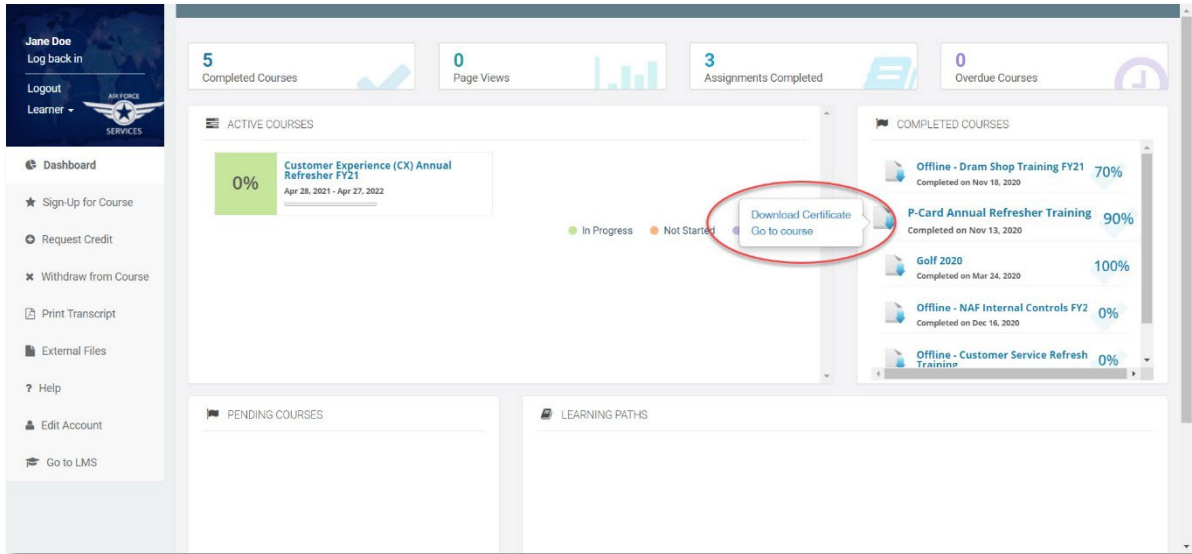 Jane Doe
Log back in
Logout
Learner
AIR FORCE
SERVICES
Dashboard
Sign-Up for Course
Request Credit
Withdraw from Course
Print Transcript
External Files
? Help
Edit Account
Go to LMS
5
Completed Courses
0
Page Views
3
Assignments Completed
0
Overdue Courses
ACTIVE COURSES
0%
Customer Experience (CX) Annual
Refresher FY21
Apr 28, 2021 - Apr 27, 2022
In Progress
Not Started
Download Certificate
Go to course
COMPLETED COURSES
Offline - Dram Shop Training FY21
70%
Completed on Nov 18, 2020
P-Card Annual Refresher Training
90%
Completed on Nov 13, 2020
Golf 2020
100%
Completed on Mar 24, 2020
Offline - NAF Internal Controls FY2
0%
Completed on Dec 16, 2020
Offline - Customer Service Refresh
Training
0%
PENDING COURSES
LEARNING PATHS